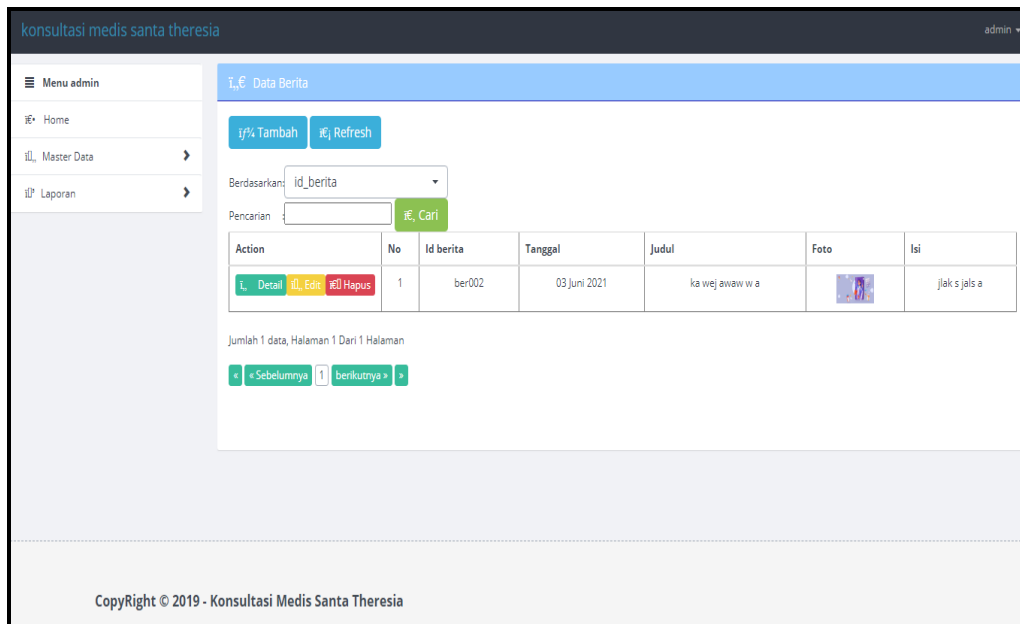 konsultasi medis santa theresia
admin
Menu admin
Home
Master Data
Laporan
ï„€ Data Berita
ïƒ¾ Tambah
ï€¡ Refresh
Berdasarkan:
id_berita
Pencarian :
ï€‚ Cari
Action No Id berita Tanggal Judul Foto Isi
Detail Edit Hapus 1 ber002 03 Juni 2021 ka wej awaw w a jlak s jals a
Jumlah 1 data, Halaman 1 Dari 1 Halaman
« « Sebelumnya 1 berikutnya » »
CopyRight © 2019 - Konsultasi Medis Santa Theresia